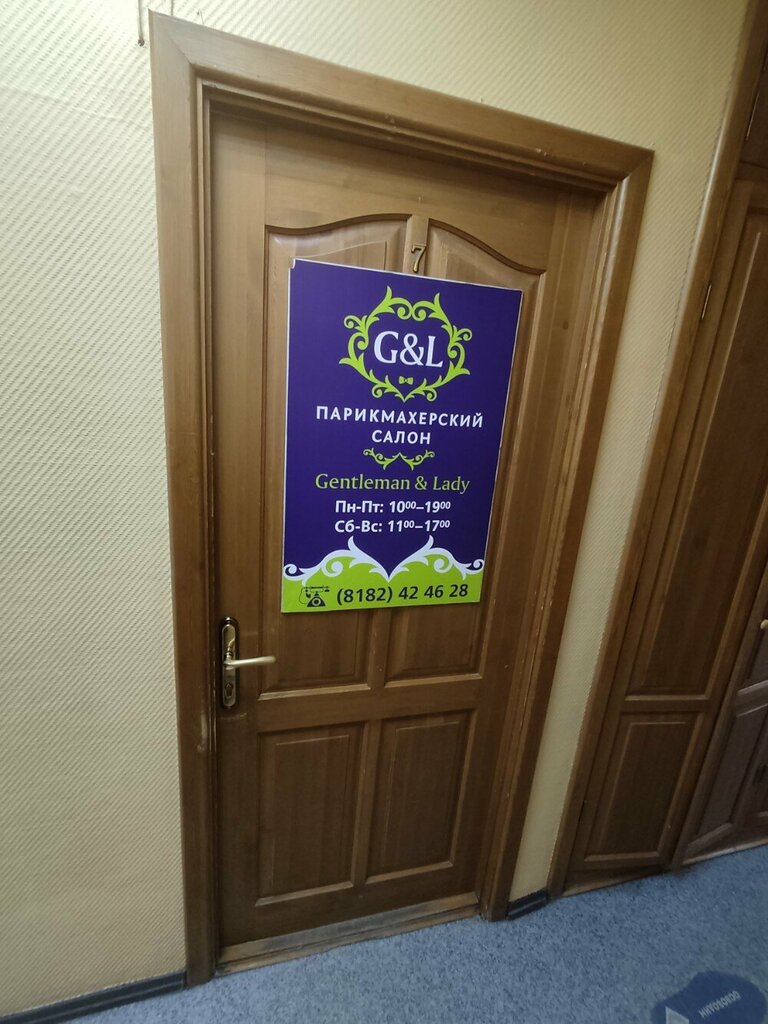 7
G&L
ПАРИКМАХЕРСКИЙ
САЛОН
Gentleman & Lady
Пн-Пт: 10⁰⁰–19⁰⁰
Сб-Вс: 11⁰⁰–17⁰⁰
(8182) 42 46 28